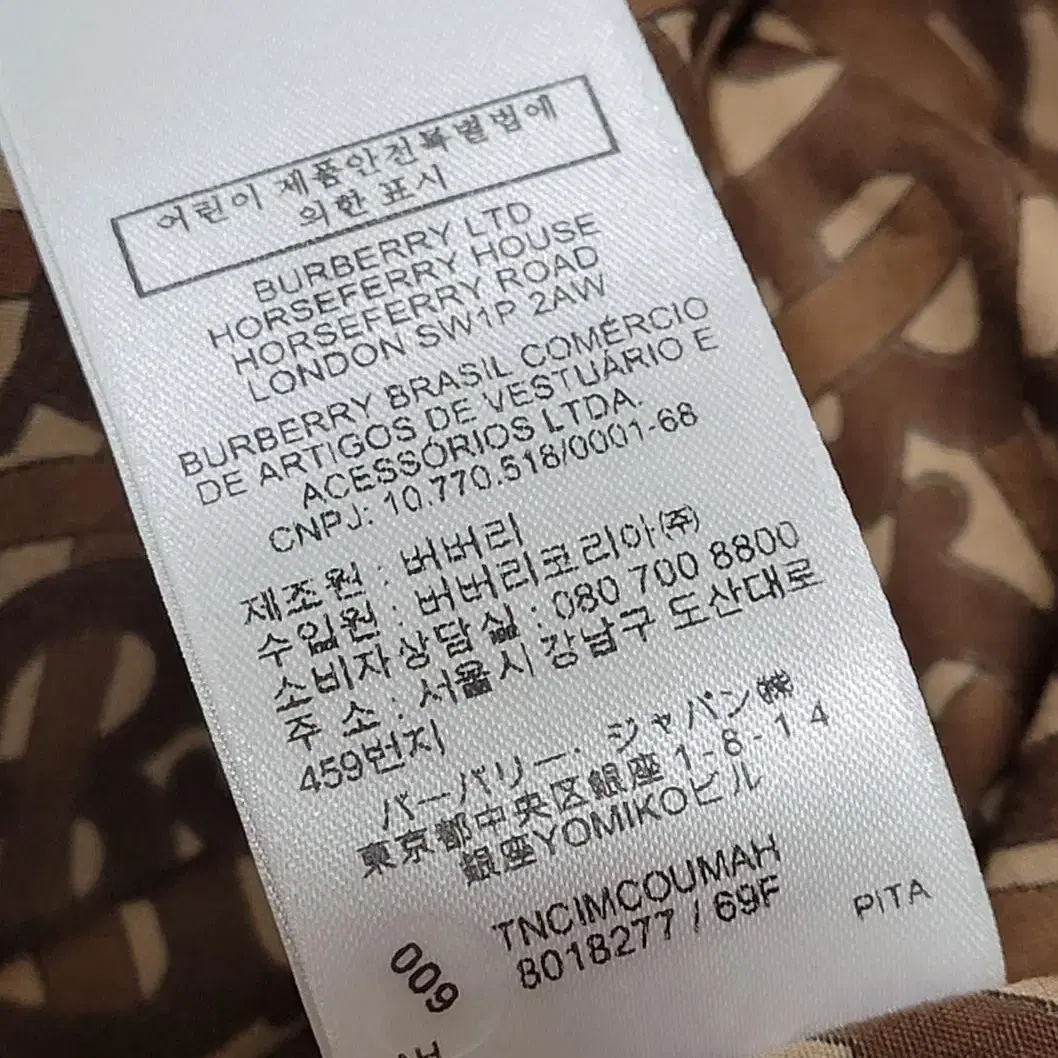 어린이 제품안전특별법에
의한 표시
BURBERRY LTD
HORSEFERRY HOUSE
HORSEFERRY ROAD
LONDON SW1P 2AW
BURBERRY BRASIL COMÉRCIO
DE ARTIGOS DE VESTUÁRIO E
ACESSÓRIOS LTDA.
CNPJ: 10.770.518/0001-68
제조원 : 버버리
수입원 : 버버리코리아㈜
소비자상담실 : 080 700 8800
주 소 : 서울시 강남구 도산대로
459번지
バーバリー・ジャパン㈱
東京都中央区銀座1-8-14
銀座YOMIKOビル
TNCIMCOUMAH
8018277 / 69F
PITA
009